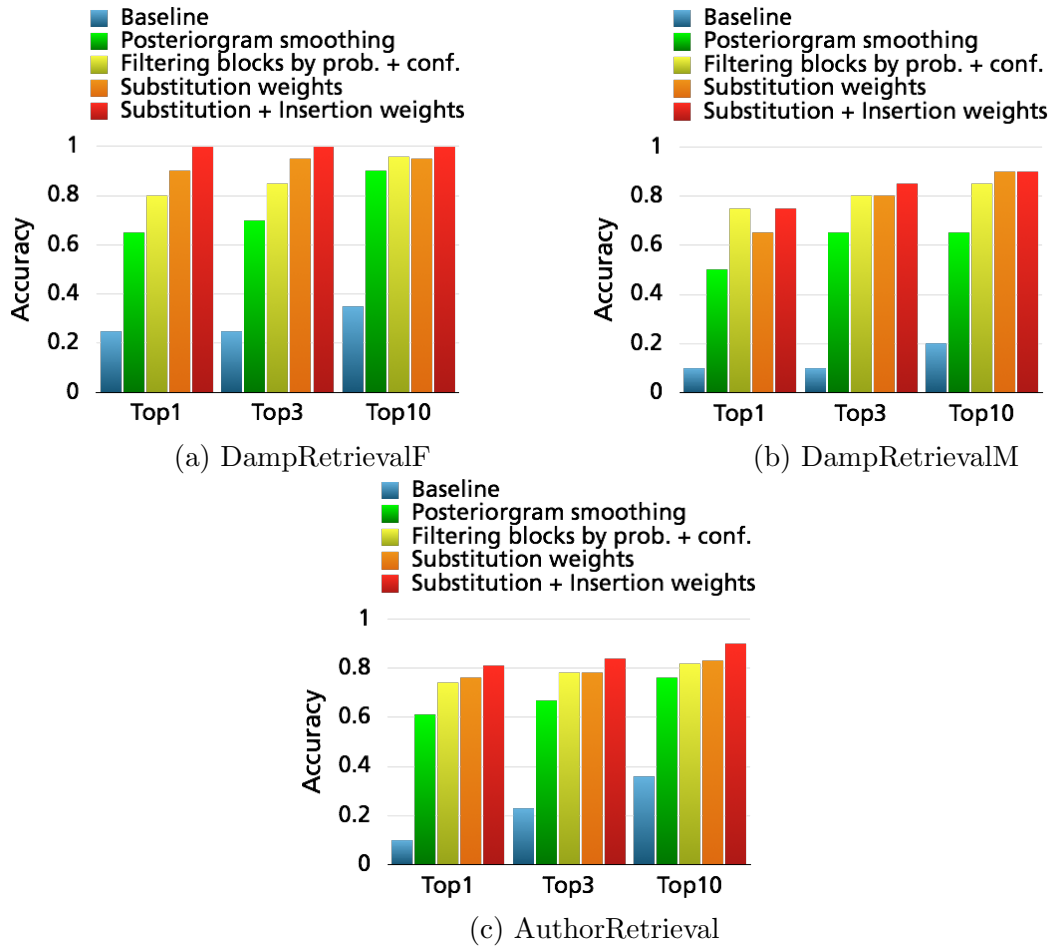 Baseline
Posteriorgram smoothing
Filtering blocks by prob. + conf.
Substitution weights
Substitution + Insertion weights
1
0.8
0.6
0.4
0.2
0
Accuracy
Top1 Top3 Top10
(a) DampRetrievalF
Baseline
Posteriorgram smoothing
Filtering blocks by prob. + conf.
Substitution weights
Substitution + Insertion weights
1
0.8
0.6
0.4
0.2
0
Accuracy
Top1 Top3 Top10
(b) DampRetrievalM
Baseline
Posteriorgram smoothing
Filtering blocks by prob. + conf.
Substitution weights
Substitution + Insertion weights
1
0.8
0.6
0.4
0.2
0
Accuracy
Top1 Top3 Top10
(c) AuthorRetrieval